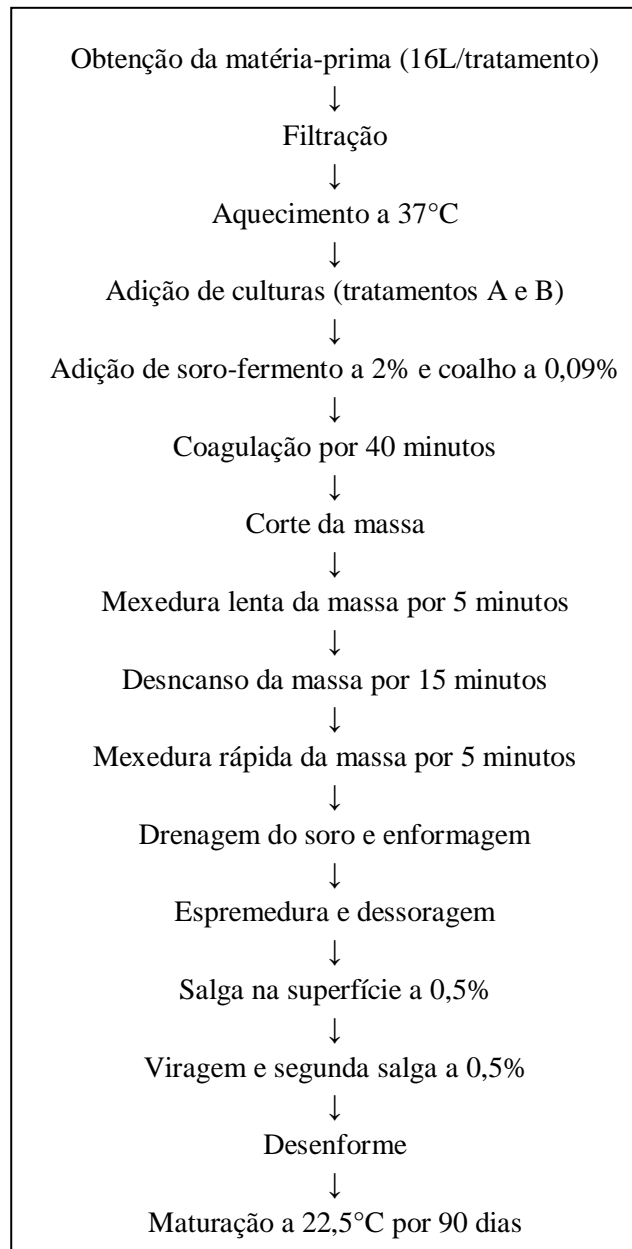 Obtenção da matéria-prima (16L/tratamento)
↓
Filtração
↓
Aquecimento a 37°C
↓
Adição de culturas (tratamentos A e B)
↓
Adição de soro-fermento a 2% e coalho a 0,09%
↓
Coagulação por 40 minutos
↓
Corte da massa
↓
Mexedura lenta da massa por 5 minutos
↓
Desncanso da massa por 15 minutos
↓
Mexedura rápida da massa por 5 minutos
↓
Drenagem do soro e enformagem
↓
Espremedura e dessoragem
↓
Salga na superfície a 0,5%
↓
Viragem e segunda salga a 0,5%
↓
Desenforme
↓
Maturação a 22,5°C por 90 dias